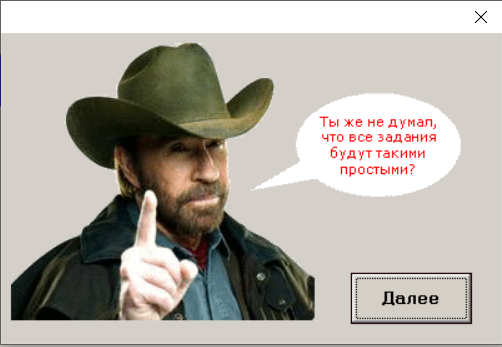 Ты же не думал,
что все задания
будут такими
простыми?
Далее